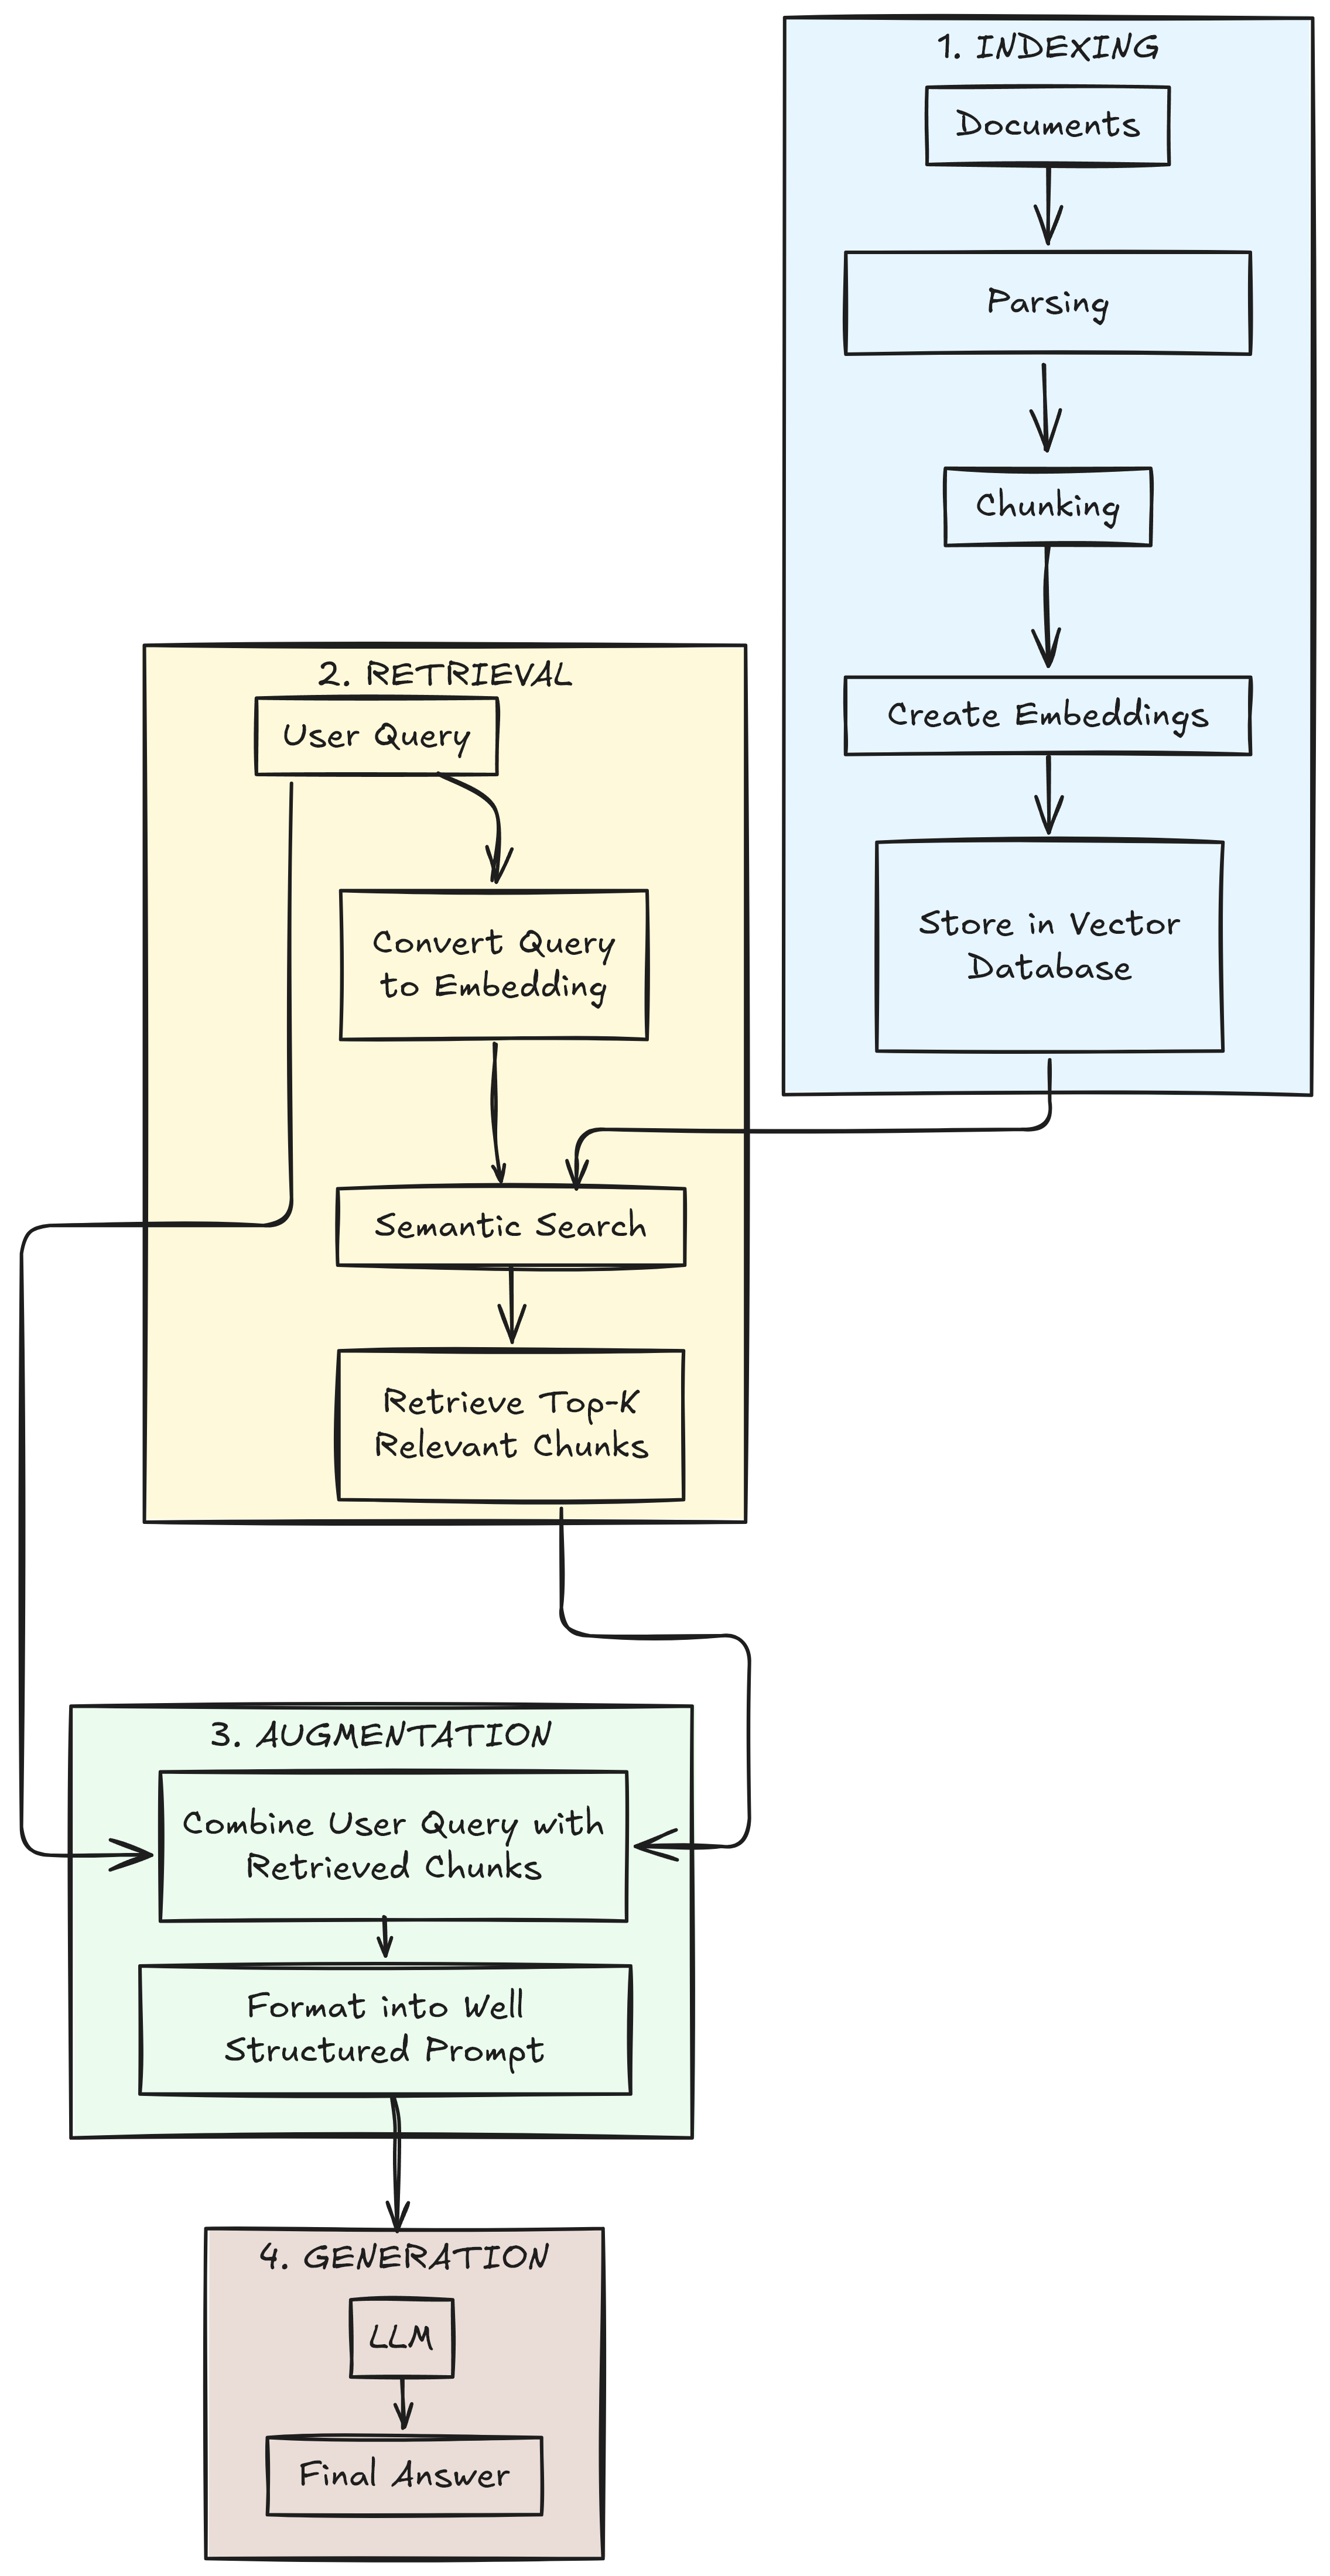 1. INDEXING
Documents
Parsing
Chunking
Create Embeddings
Store in Vector
Database
2. RETRIEVAL
User Query
Convert Query
to Embedding
Semantic Search
Retrieve Top-K
Relevant Chunks
3. AUGMENTATION
Combine User Query with
Retrieved Chunks
Format into Well
Structured Prompt
4. GENERATION
LLM
Final Answer